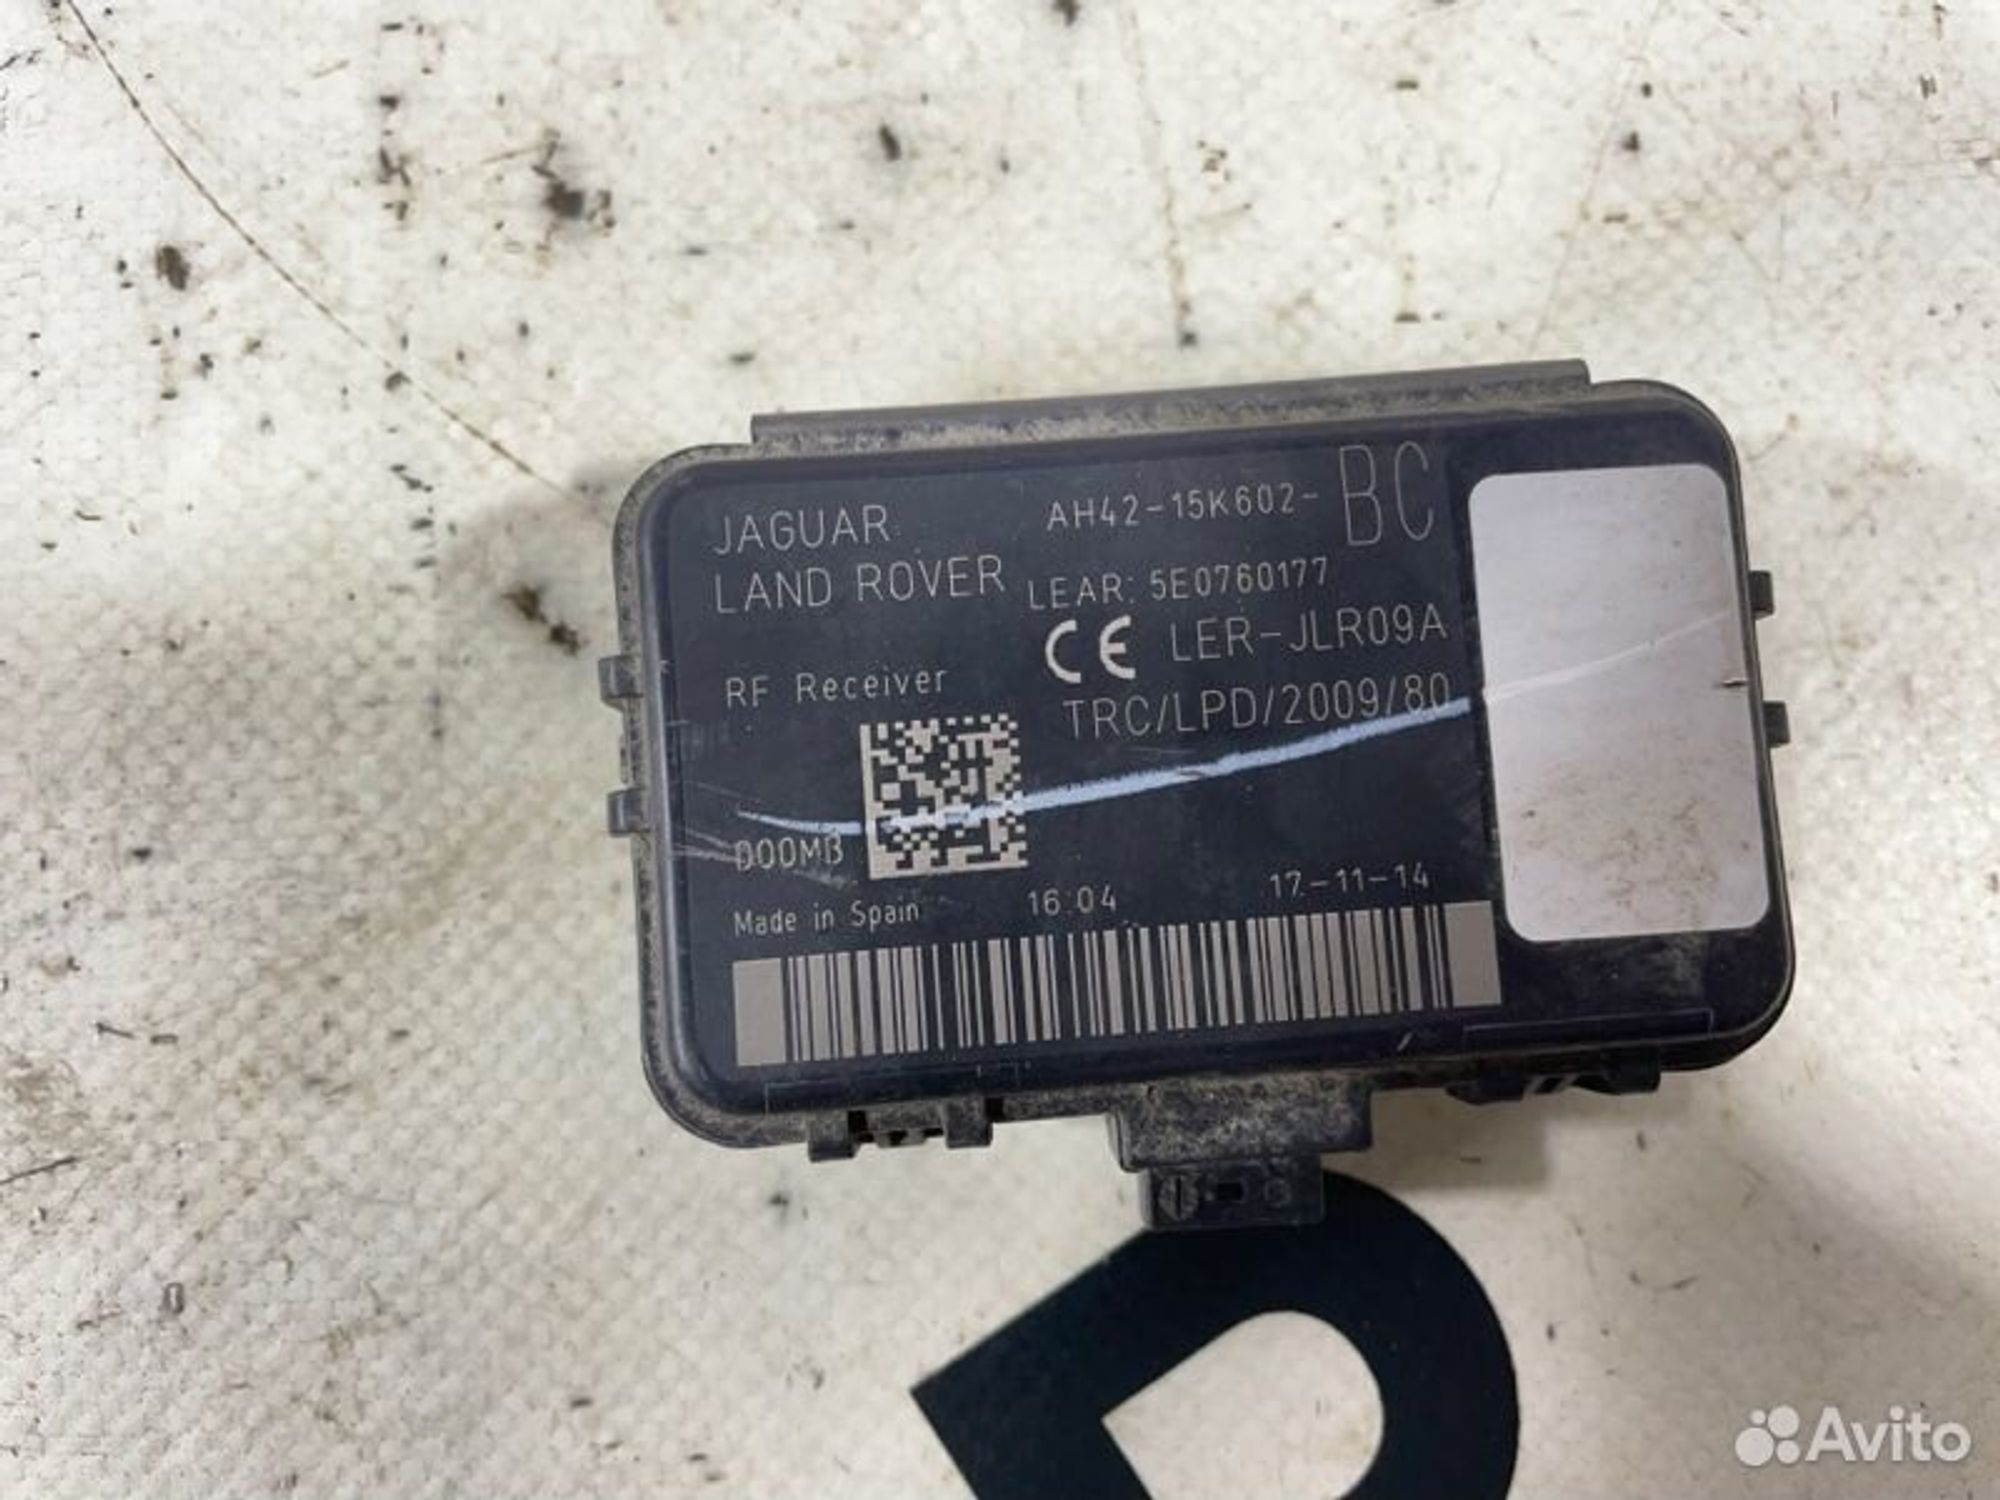 JAGUAR
LAND ROVER
AH42-15K602-BC
LEAR: 5E0760177
CE LER-JLR09A
TRC/LPD/2009/80
RF Receiver
D00MB
Made in Spain
16:04
17-11-14
Avito